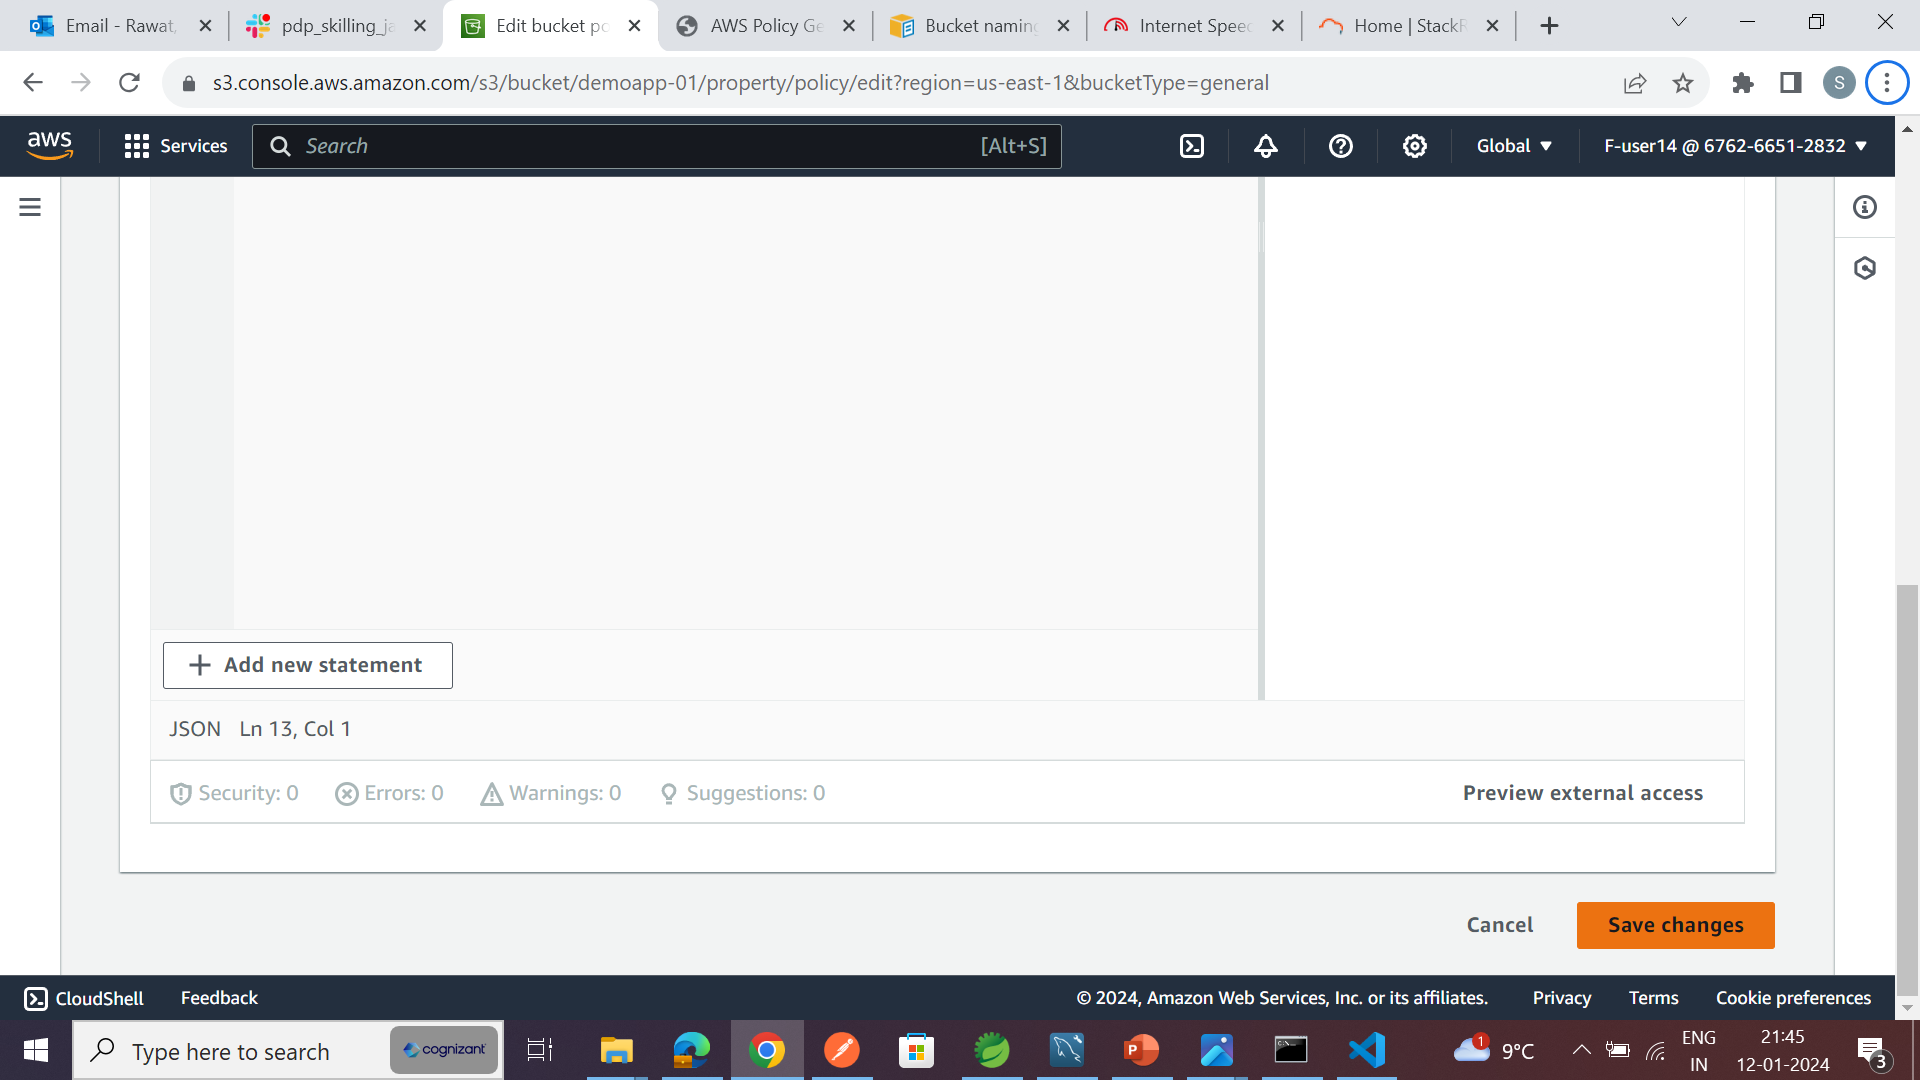 Email - Rawat,
pdp_skilling_ja
Edit bucket po
AWS Policy Ge
Bucket naming
Internet Speed
Home | StackR
s3.console.aws.amazon.com/s3/bucket/demoapp-01/property/policy/edit?region=us-east-1&bucketType=general
S
aws
Services
Search
[Alt+S]
Global
F-user14 @ 6762-6651-2832
Add new statement
JSON Ln 13, Col 1
Security: 0
Errors: 0
Warnings: 0
Suggestions: 0
Preview external access
Cancel
Save changes
CloudShell
Feedback
© 2024, Amazon Web Services, Inc. or its affiliates.
Privacy
Terms
Cookie preferences
Type here to search
cognizant
P
1
9°C
ENG
IN
21:45
12-01-2024
3